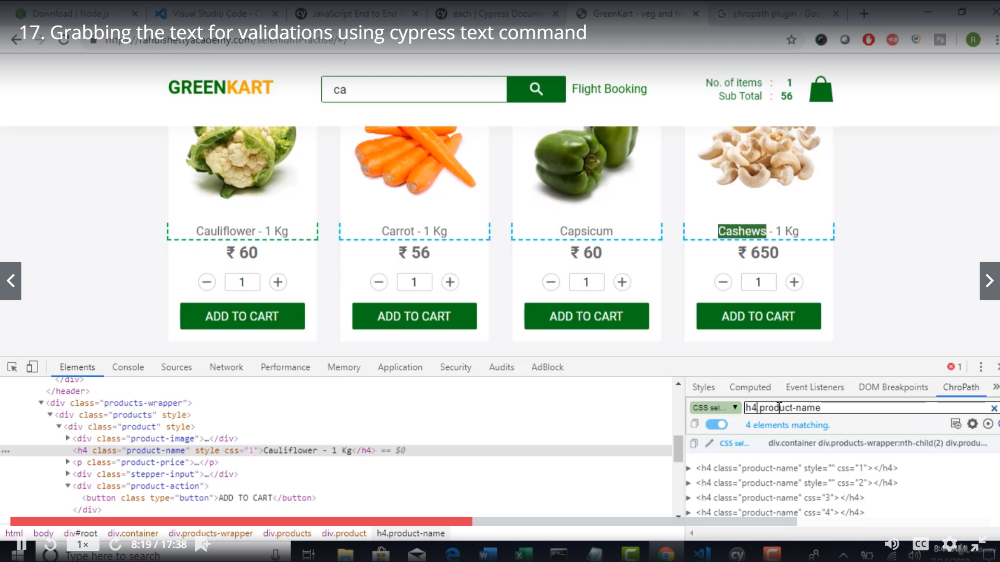 Download | Node.js
Visual Studio Code - C
JavaScript End to End T
each | Cypress Docume
GreenKart - veg and fru
chropath plugin - Goog
17. Grabbing the text for validations using cypress text command
http://rahulshettyacademy.com/seleniumPractise/#/
R
GREENKART
ca
Flight Booking
No. of items : 1
Sub Total : 56
Cauliflower - 1 Kg
Carrot - 1 Kg
Capsicum
Cashews - 1 Kg
₹ 60
₹ 56
₹ 60
₹ 650
1
1
1
1
ADD TO CART
ADD TO CART
ADD TO CART
ADD TO CART
Elements Console Sources Network Performance Memory Application Security Audits AdBlock
1
</div>
</header>
<div class="products-wrapper">
<div class="products" style>
<div class="product" style>
<div class="product-image">…</div>
<h4 class="product-name" style css="1">Cauliflower - 1 Kg</h4> == $0
<p class="product-price">…</p>
<div class="stepper-input">…</div>
<div class="product-action">
<button class type="button">ADD TO CART</button>
</div>
Styles Computed Event Listeners DOM Breakpoints ChroPath
CSS sel...
h4.product-name
4 elements matching.
CSS sel...
div.container div.products-wrapper:nth-child(2) div.produ...
<h4 class="product-name" style="" css="1"></h4>
<h4 class="product-name" style="" css="2"></h4>
<h4 class="product-name" css="3"></h4>
<h4 class="product-name" css="4"></h4>
html body div#root div.container div.products-wrapper div.products div.product h4.product-name
1×
8:19 / 17:38
CC
Type here to search